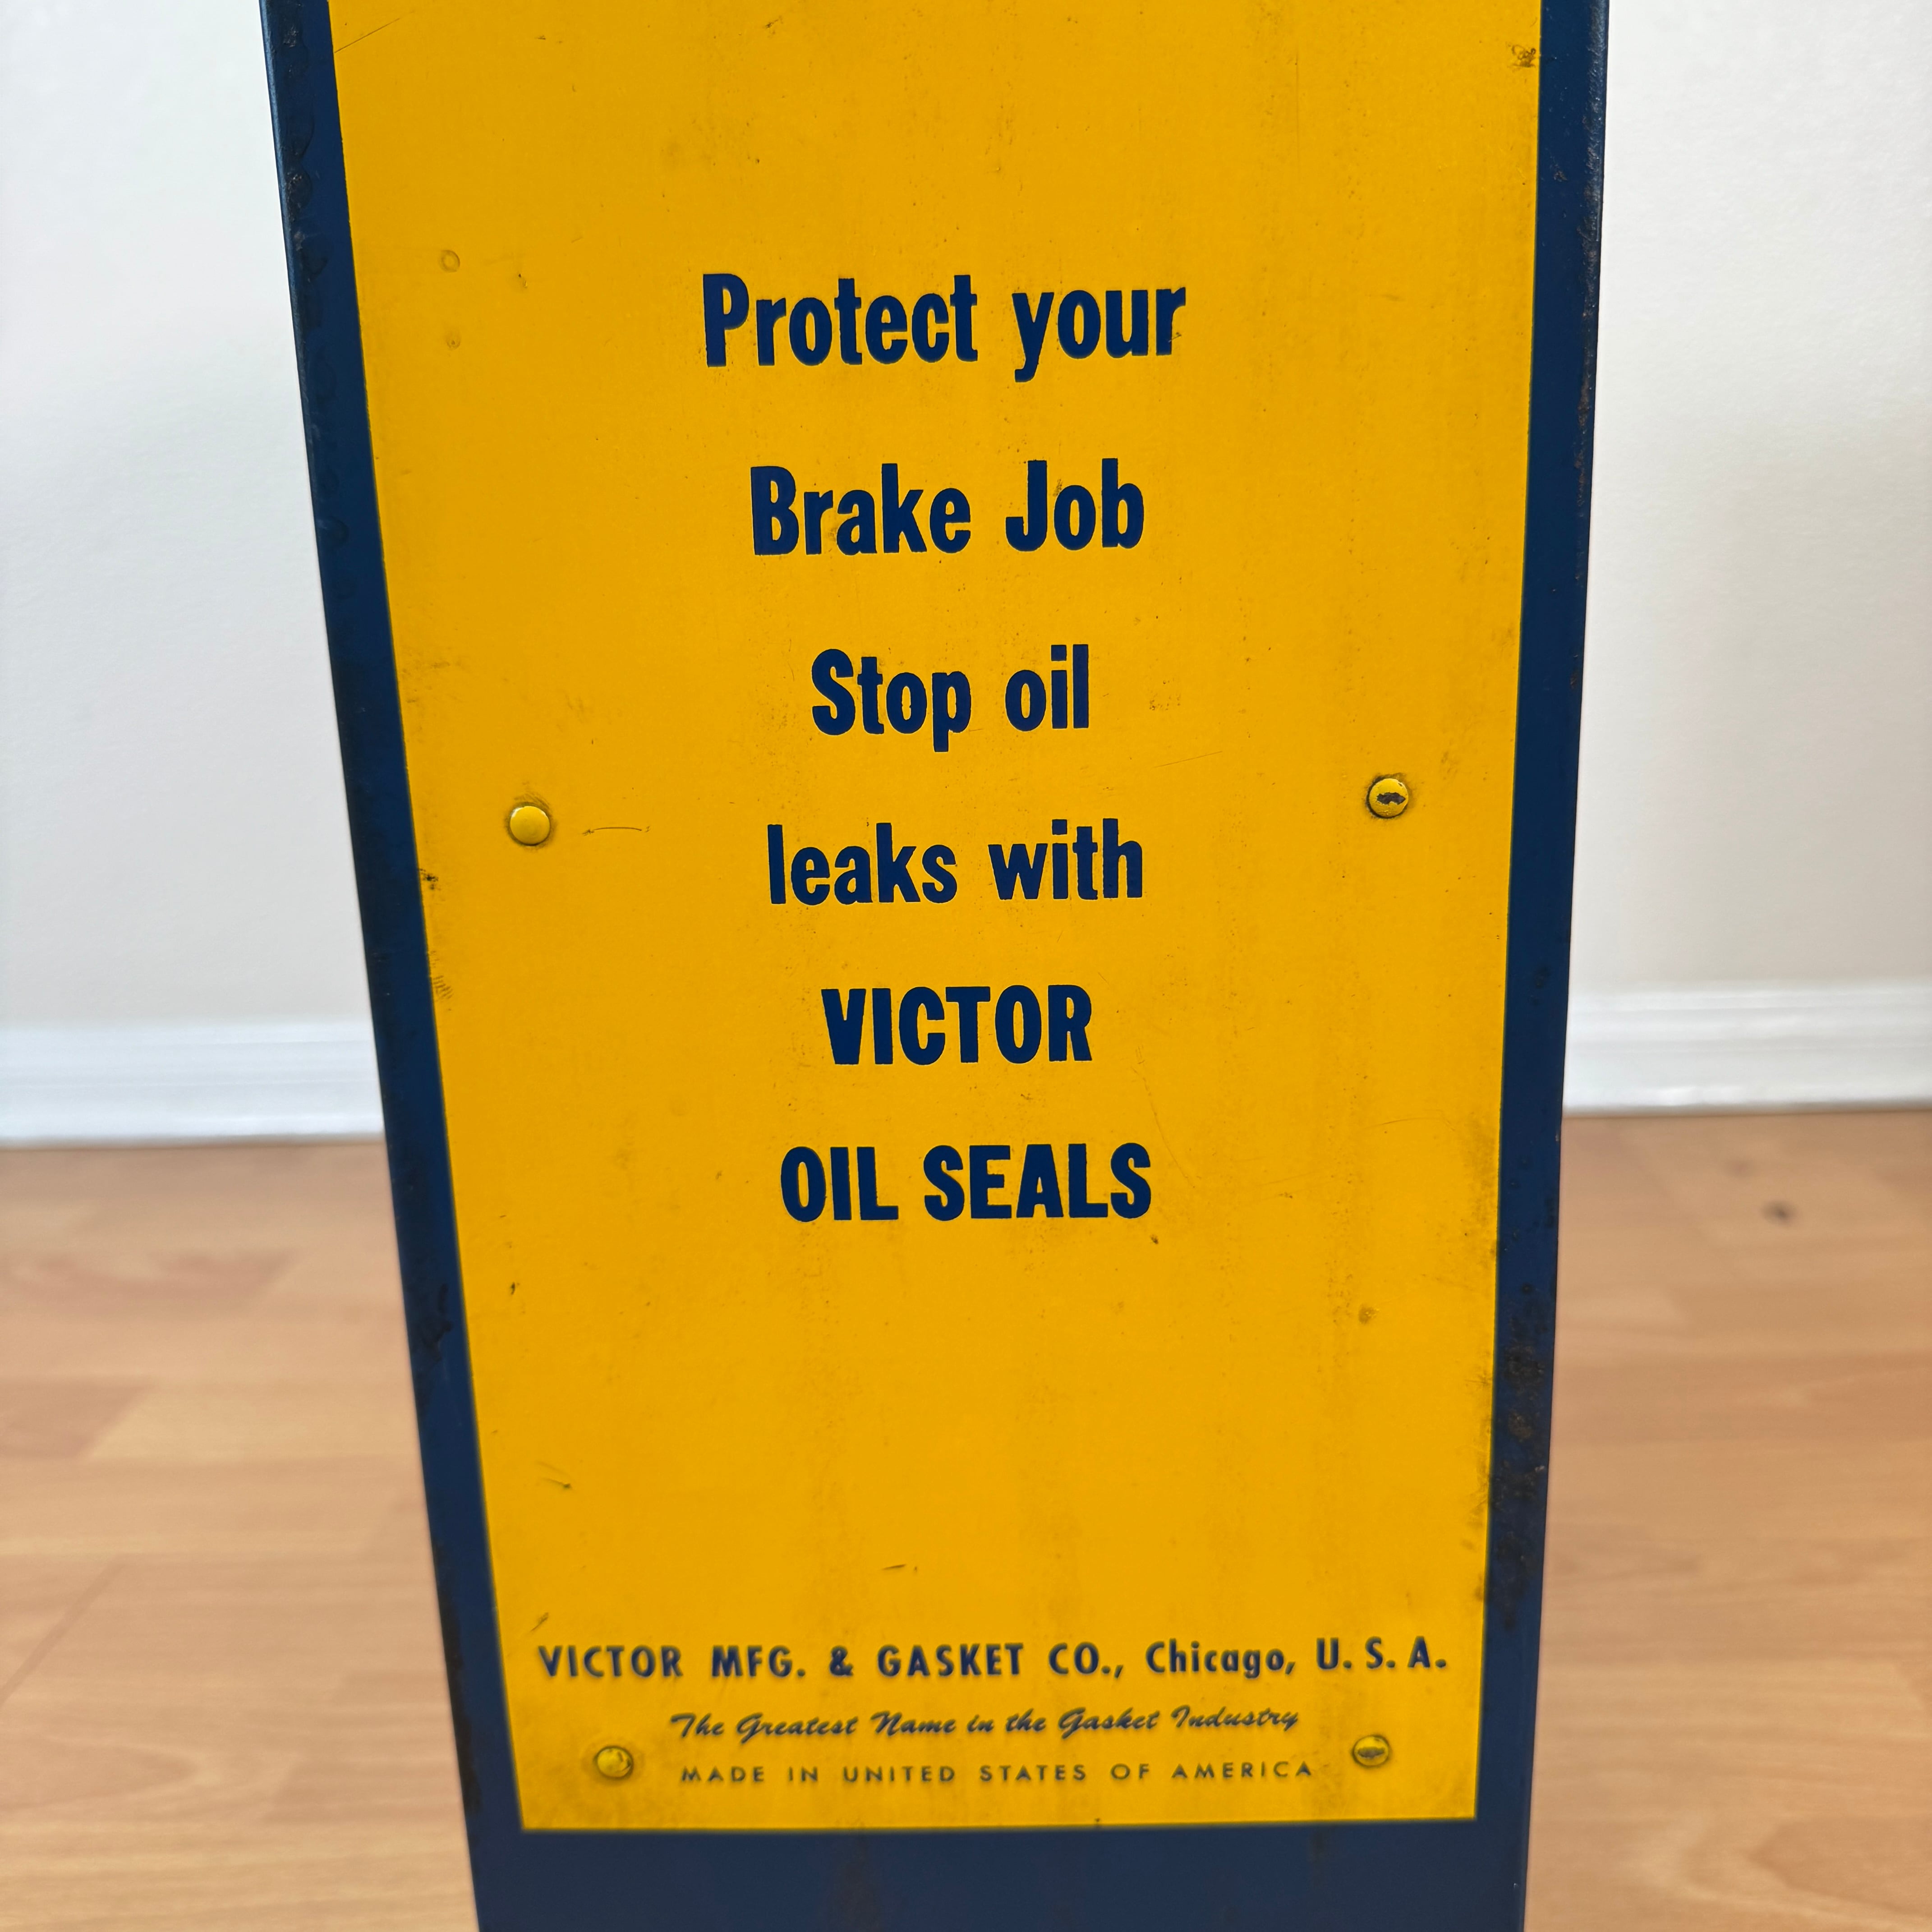 Protect your
Brake Job
Stop oil
leaks with
VICTOR
OIL SEALS
VICTOR MFG. & GASKET CO., Chicago, U. S. A.
The Greatest Name in the Gasket Industry
MADE IN UNITED STATES OF AMERICA